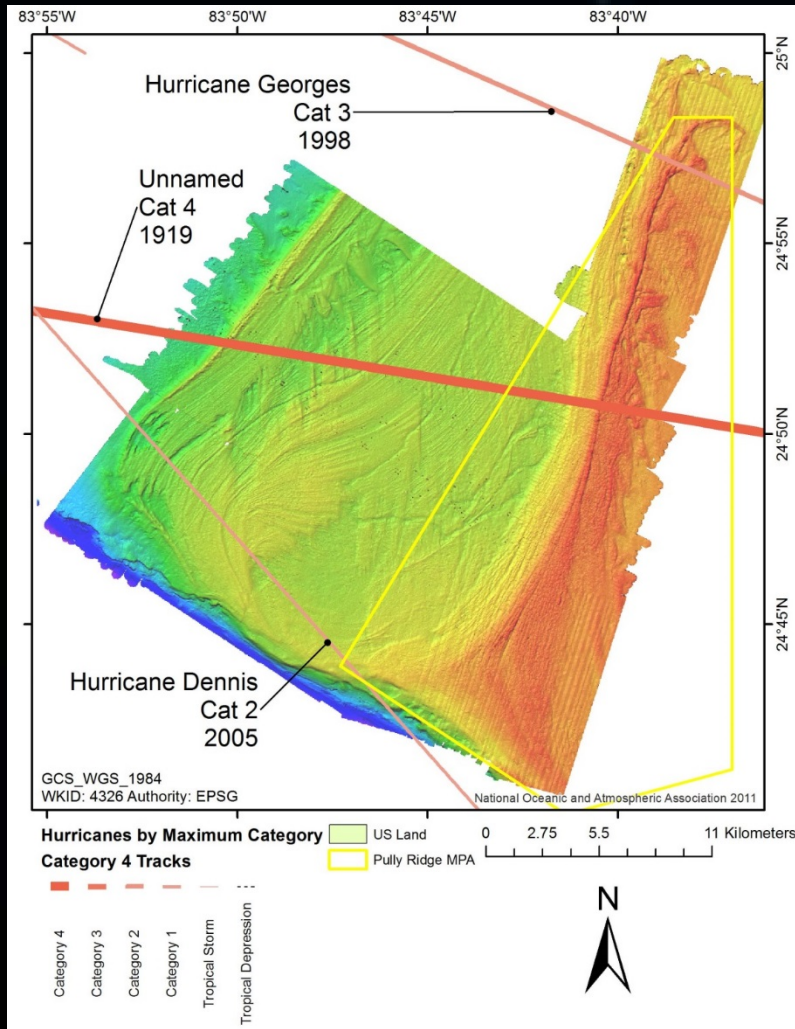 83°55'W
83°50'W
83°45'W
83°40'W
25°N
24°55'N
24°50'N
24°45'N
Hurricane Georges
Cat 3
1998
Unnamed
Cat 4
1919
Hurricane Dennis
Cat 2
2005
GCS_WGS_1984
WKID: 4326 Authority: EPSG
National Oceanic and Atmospheric Association 2011
Hurricanes by Maximum Category
Category 4 Tracks
Category 4
Category 3
Category 2
Category 1
Tropical Storm
Tropical Depression
US Land
Pully Ridge MPA
0 2.75 5.5 11 Kilometers
N